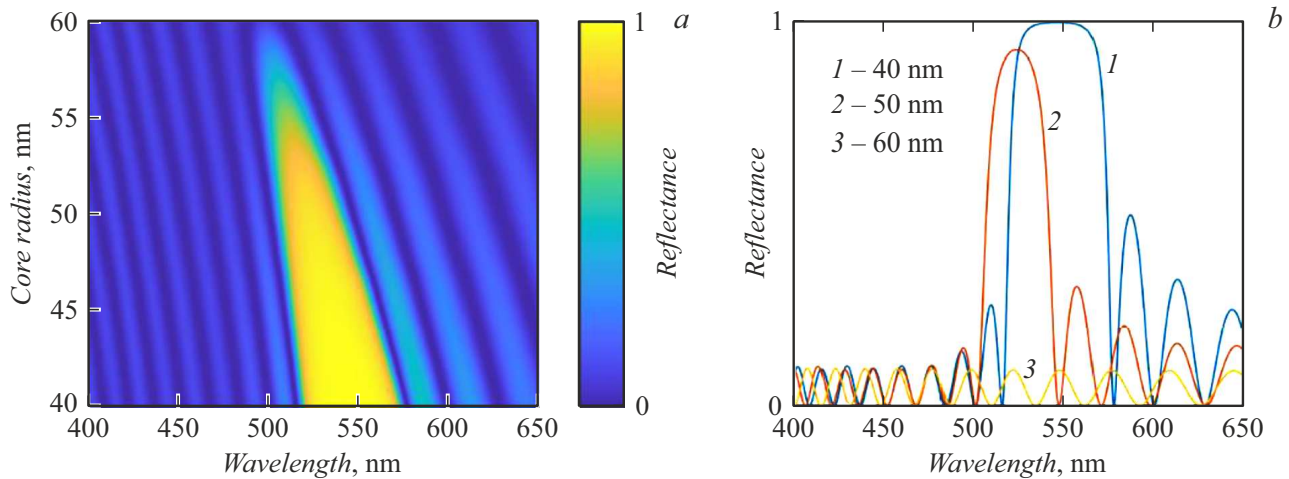 a
60
55
50
45
40
Core radius, nm
400 450 500 550 600 650
Wavelength, nm
1
0
Reflectance
b
1
0
Reflectance
1 – 40 nm
2 – 50 nm
3 – 60 nm
1
2
3
400 450 500 550 600 650
Wavelength, nm